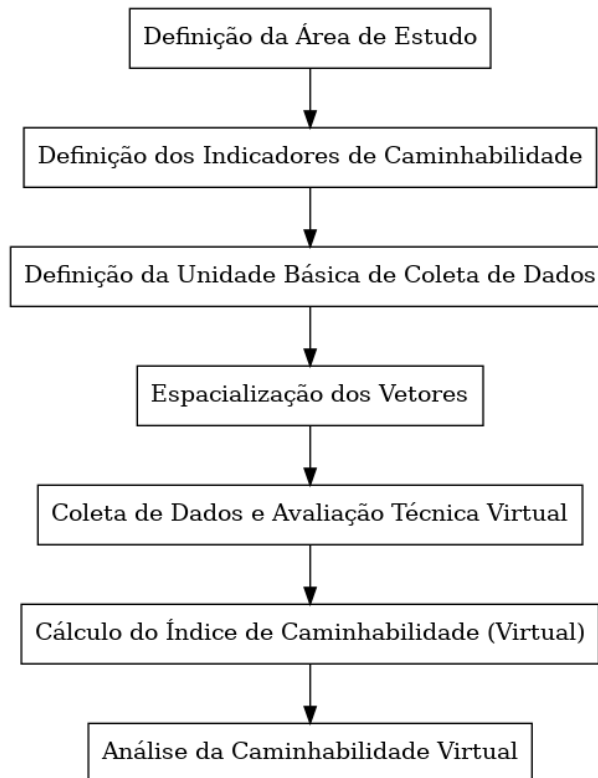 Definição da Área de Estudo
Definição dos Indicadores de Caminhabilidade
Definição da Unidade Básica de Coleta de Dados
Espacialização dos Vetores
Coleta de Dados e Avaliação Técnica Virtual
Cálculo do Índice de Caminhabilidade (Virtual)
Análise da Caminhabilidade Virtual